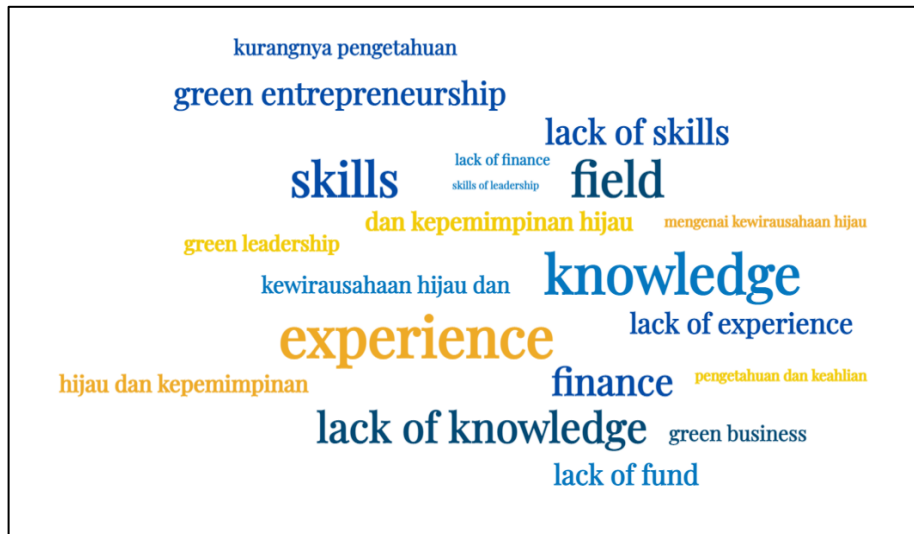 kurangnya pengetahuan
green entrepreneurship
lack of skills
lack of finance
skills
field
skills of leadership
dan kepemimpinan hijau
mengenai kewirausahaan hijau
green leadership
knowledge
kewirausahaan hijau dan
lack of experience
experience
pengetahuan dan keahlian
finance
hijau dan kepemimpinan
lack of knowledge
green business
lack of fund